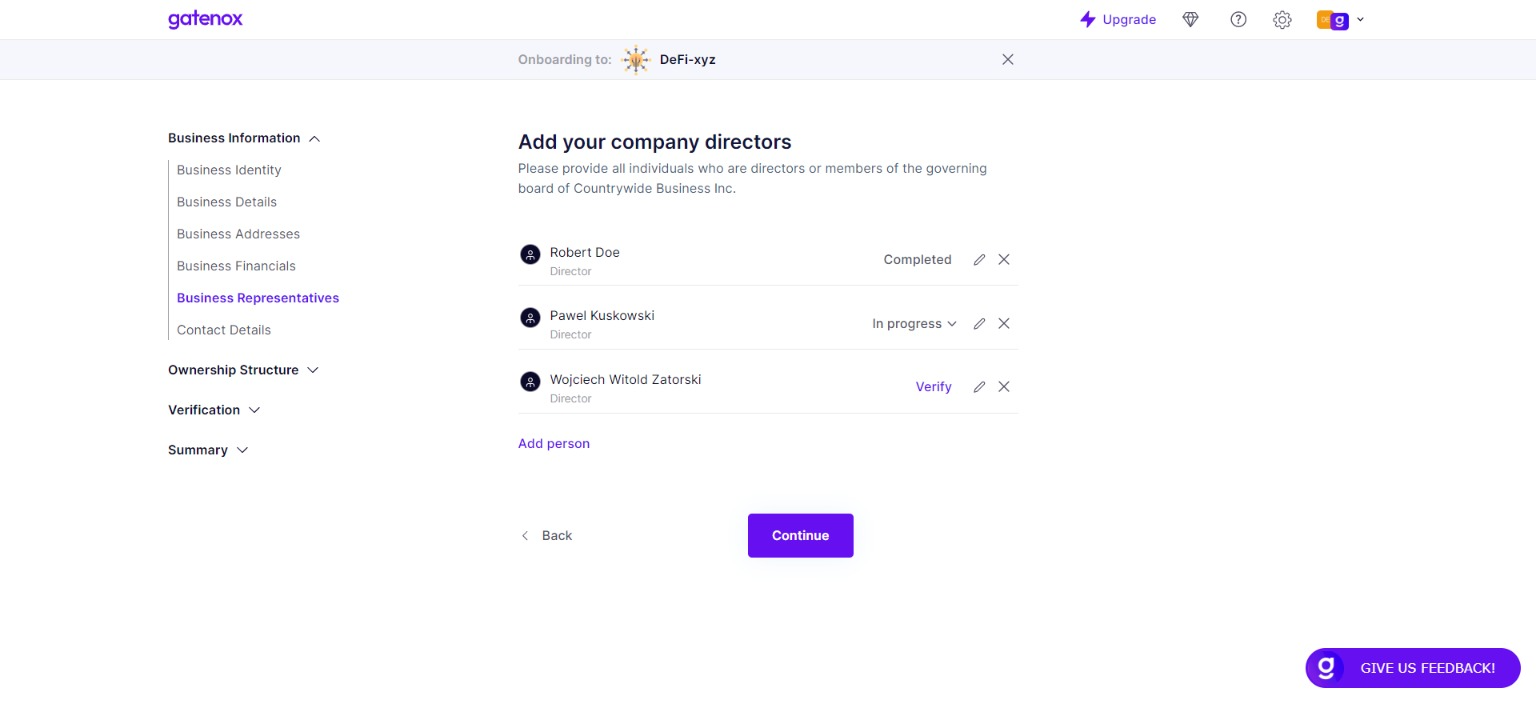 gatenox
Upgrade
Onboarding to: DeFi-xyz
Business Information
Business Identity
Business Details
Business Addresses
Business Financials
Business Representatives
Contact Details
Ownership Structure
Verification
Summary
Add your company directors
Please provide all individuals who are directors or members of the governing
board of Countrywide Business Inc.
Robert Doe
Director
Completed
Pawel Kuskowski
Director
In progress
Wojciech Witold Zatorski
Director
Verify
Add person
Back
Continue
g GIVE US FEEDBACK!